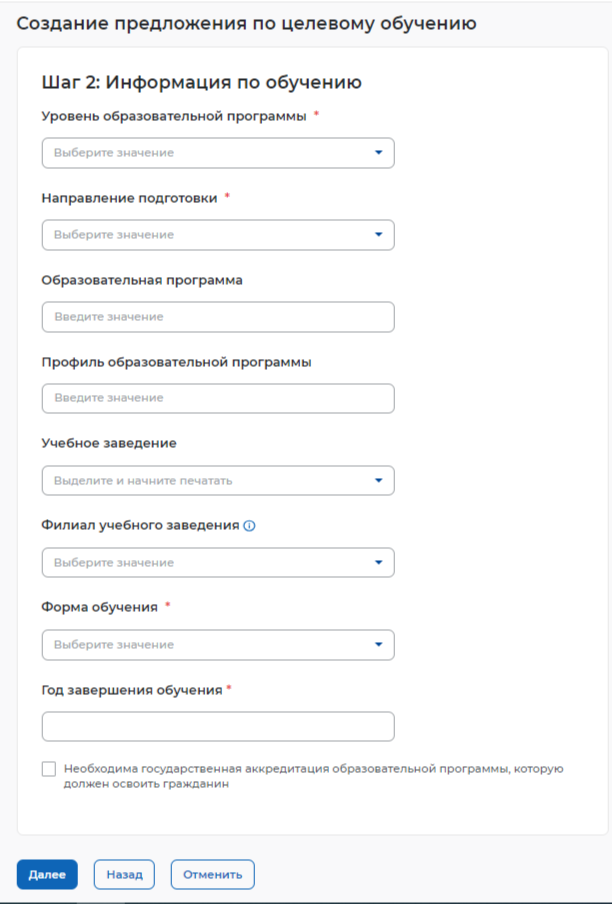 Создание предложения по целевому обучению
Шаг 2: Информация по обучению
Уровень образовательной программы *
Выберите значение
Направление подготовки *
Выберите значение
Образовательная программа
Введите значение
Профиль образовательной программы
Введите значение
Учебное заведение
Выделите и начните печатать
Филиал учебного заведения
Выберите значение
Форма обучения *
Выберите значение
Год завершения обучения *
Необходима государственная аккредитация образовательной программы, которую
должен освоить гражданин
Далее
Назад
Отменить